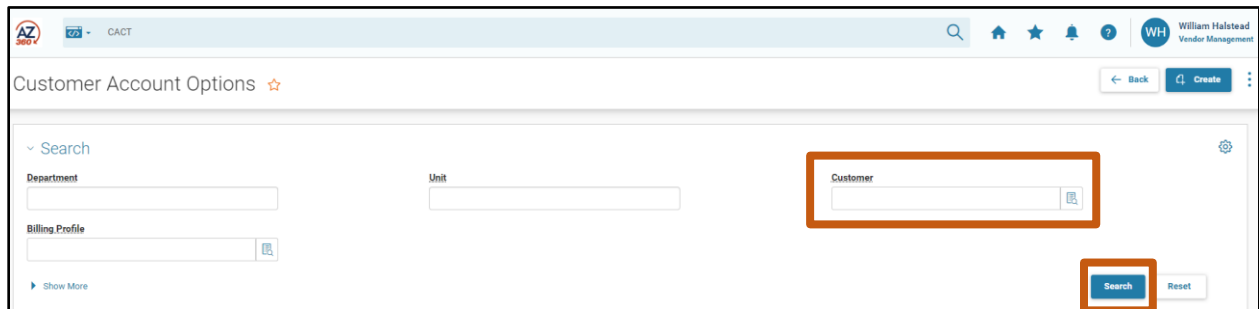 AZ
360
CACT
?
WH
William Halstead
Vendor Management
Customer Account Options
Back
Create
Search
Department
Unit
Customer
Billing Profile
Show More
Search
Reset